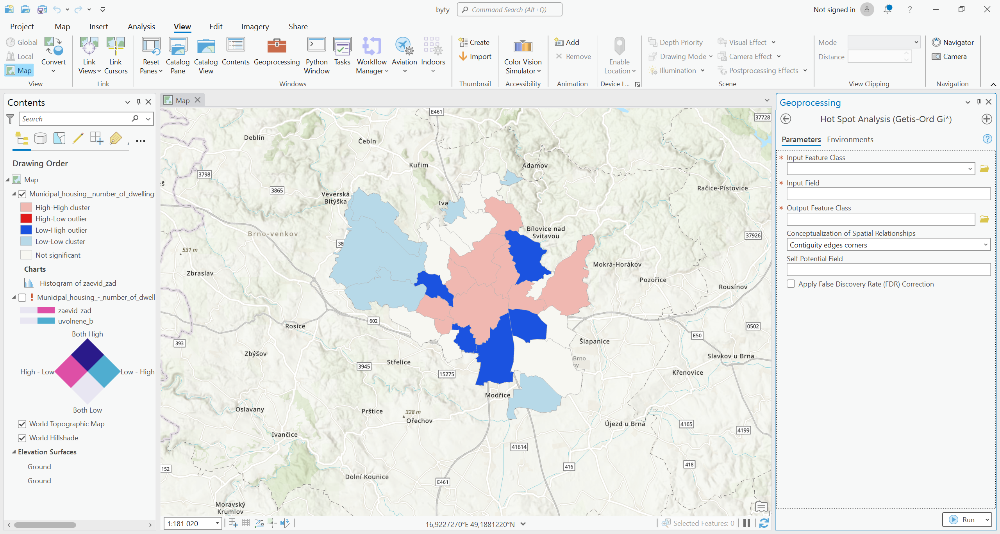 byty
Command Search (Alt+Q)
Not signed in
Project
Map
Insert
Analysis
View
Edit
Imagery
Share
Global
Local
Map
Convert
View
Link Views
Link Cursors
Link
Reset Panes
Catalog Pane
Catalog View
Contents
Geoprocessing
Python Window
Tasks
Workflow Manager
Aviation
Indoors
Windows
Create
Import
Thumbnail
Color Vision Simulator
Accessibility
Add
Remove
Animation
Enable Location
Device L...
Depth Priority
Drawing Mode
Illumination
Visual Effect
Camera Effect
Postprocessing Effects
Scene
Mode
Distance
View Clipping
Navigator
Camera
Navigation
Contents
Search
Drawing Order
Map
Municipal_housing__number_of_dwellings
High-High cluster
High-Low outlier
Low-High outlier
Low-Low cluster
Not significant
Charts
Histogram of zaevid_zad
! Municipal_housing_-_number_of_dwell
zaevid_zad
uvolnene_b
Both High
High - Low
Low - High
Both Low
World Topographic Map
World Hillshade
Elevation Surfaces
Ground
Ground
Map
E461
37728
Deblín
Čebín
Kuřim
Adamov
3798
š
3865
Veverská
Bítýška
Iva
Račice-Pístovice
Brno-venkov
38
Bílovice nad
Svitavou
37926
531 m
Zbraslav
Mokrá-Horákov
Pozořice
Rousínov
602
Rosice
0502
E50
393
Šlapanice
Zbýšov
Střelice
Brno
ny
Slavkov u Brna
3945
15275
Křenovice
Modřice
Oslavany
Prštice
328 m
Ořechov
Újezd u Brna
4165
4199
Ivančice
41614
152
416
418
Dolní Kounice
E461
Moravský
Krumlov
1:181 020
16,9227270°E 49,1881220°N
Selected Features: 0
Geoprocessing
Hot Spot Analysis (Getis-Ord Gi*)
Parameters
Environments
* Input Feature Class
* Input Field
* Output Feature Class
Conceptualization of Spatial Relationships
Contiguity edges corners
Self Potential Field
Apply False Discovery Rate (FDR) Correction
Run